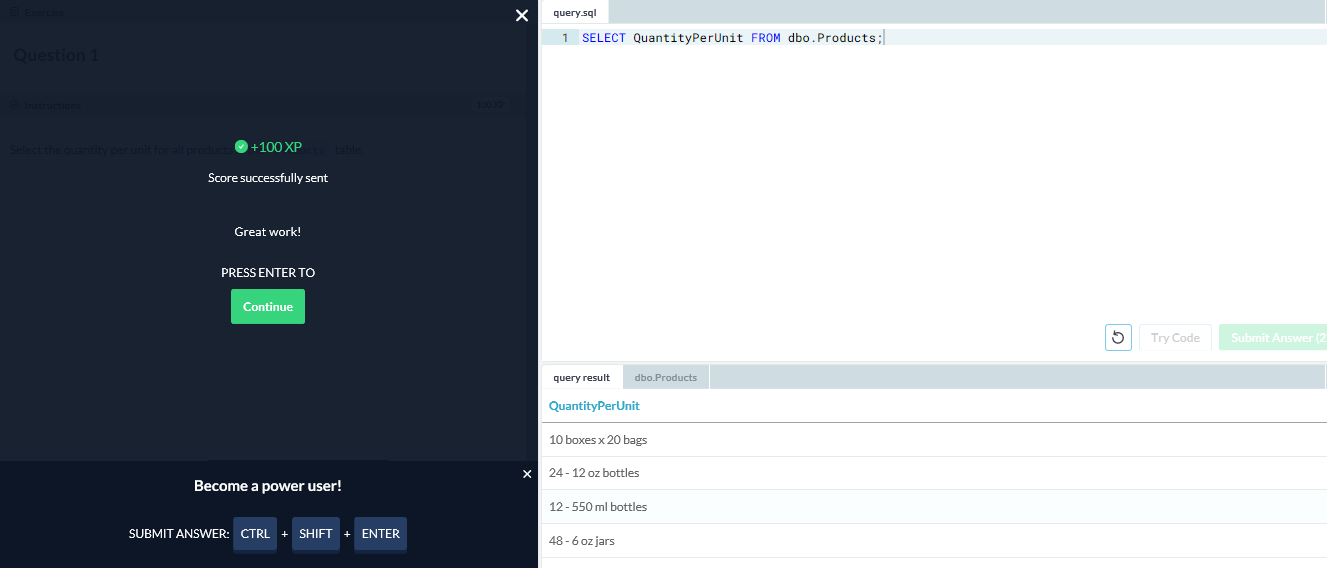 Exercise
Question 1
Instructions
100 XP
Select the quantity per unit for all products table.
+100 XP
Score successfully sent
Great work!
PRESS ENTER TO
Continue
Become a power user!
SUBMIT ANSWER: CTRL + SHIFT + ENTER
query.sql
1 SELECT QuantityPerUnit FROM dbo.Products;
Try Code
Submit Answer (2
query result
dbo.Products
QuantityPerUnit
10 boxes x 20 bags
24 - 12 oz bottles
12 - 550 ml bottles
48 - 6 oz jars